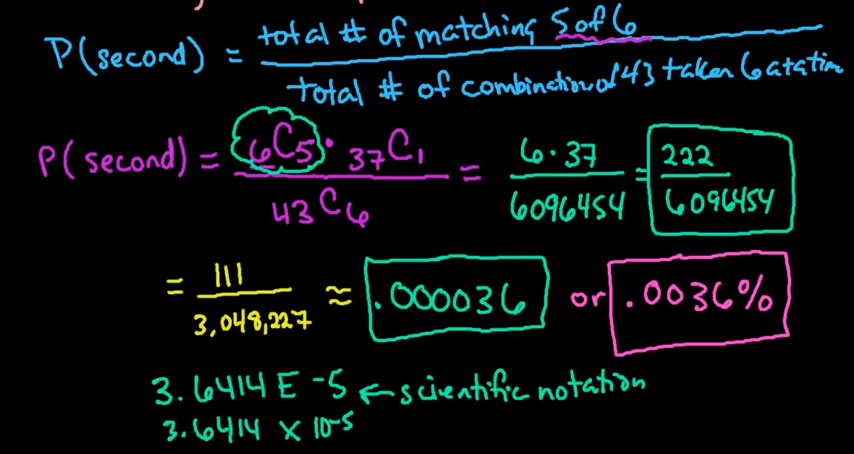 P(second) = total # of matching 5 of 6
total # of combination of 43 taken 6 at a time
P(second) = 6C5 · 37C1 / 43C6 = 6·37 / 6096454 = 222 / 6096454
= 111 / 3,048,227 ≈ .000036 or .0036%
3.6414 E -5 ← scientific notation
3.6414 × 10^-5